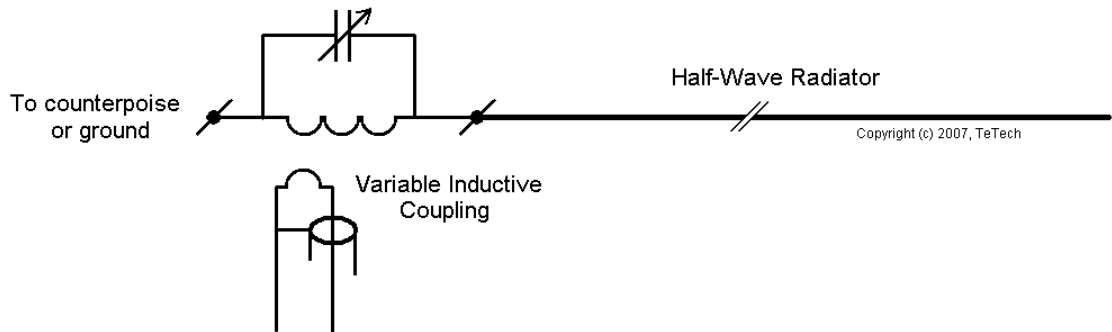 To counterpoise
or ground
Half-Wave Radiator
Copyright (c) 2007, TeTech
Variable Inductive
Coupling